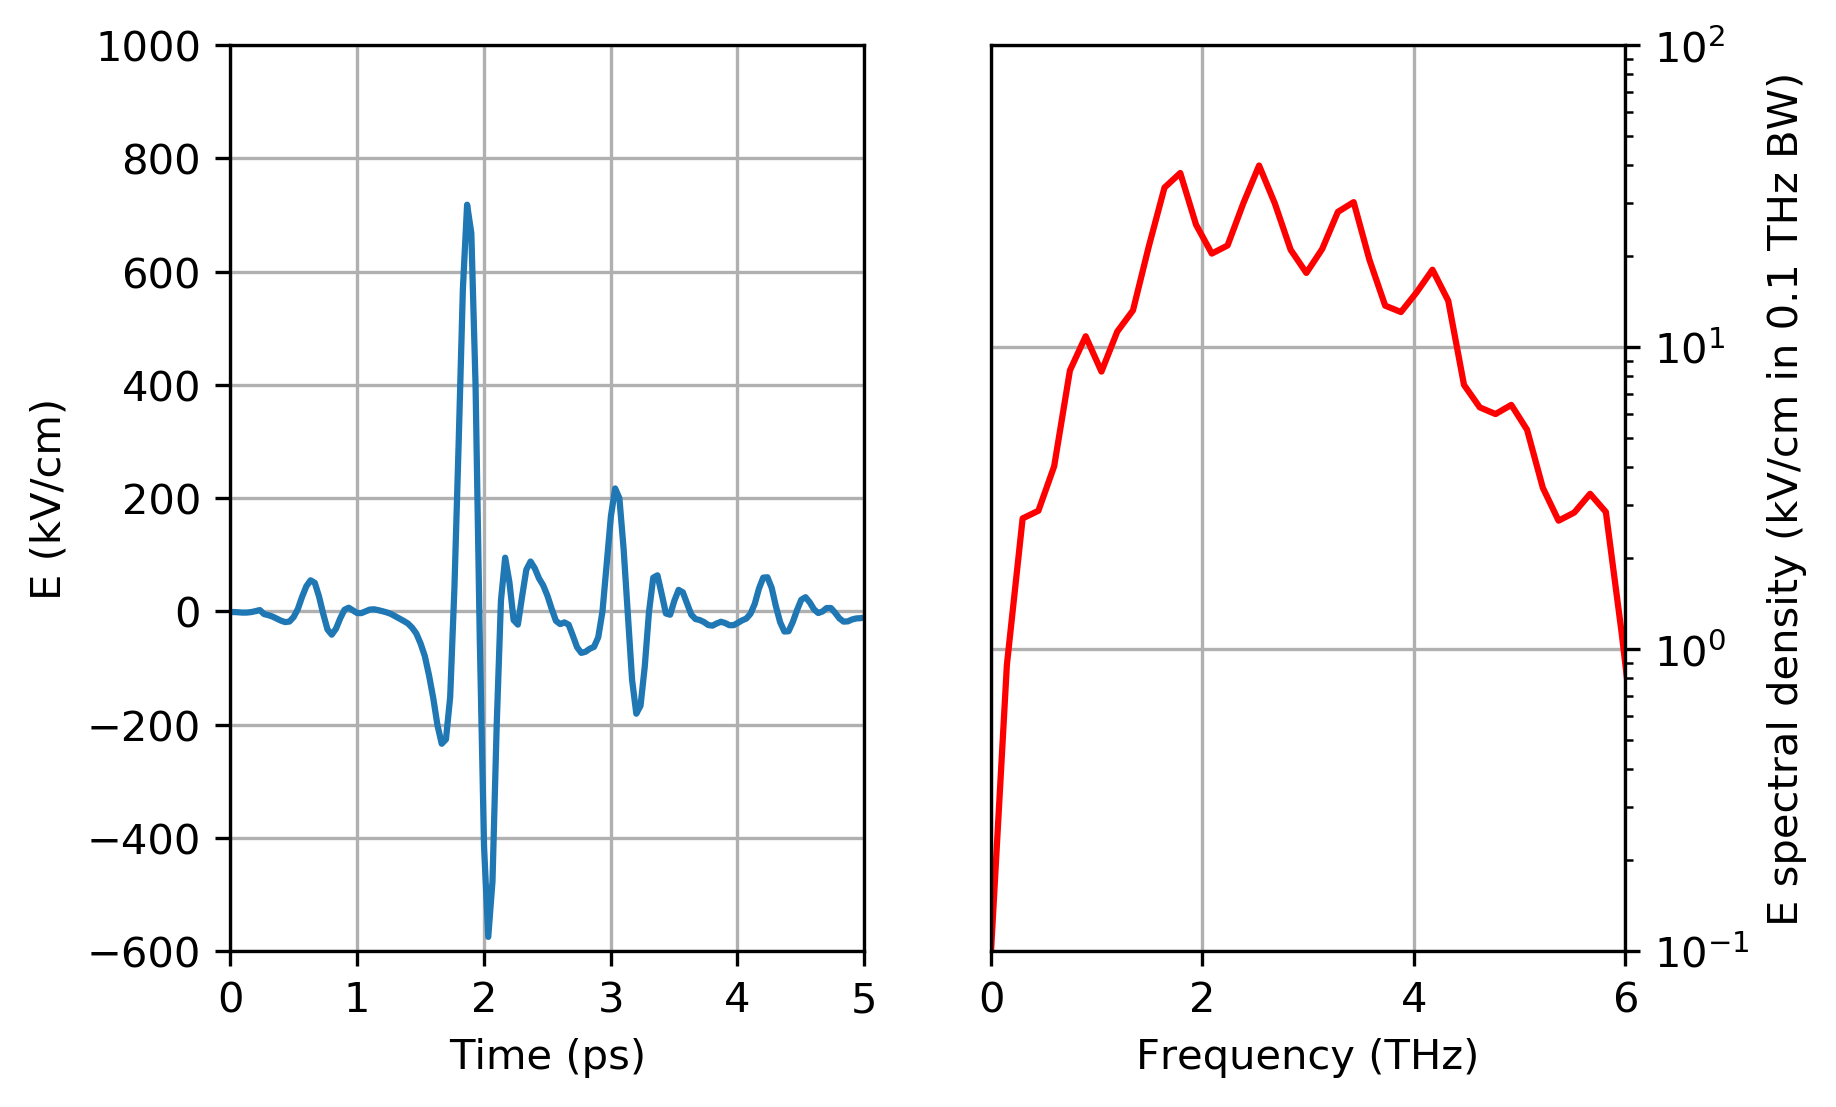 1000
800
600
400
200
0
−200
−400
−600
E (kV/cm)
0 1 2 3 4 5
Time (ps)
10²
10¹
10⁰
10⁻¹
E spectral density (kV/cm in 0.1 THz BW)
0 2 4 6
Frequency (THz)